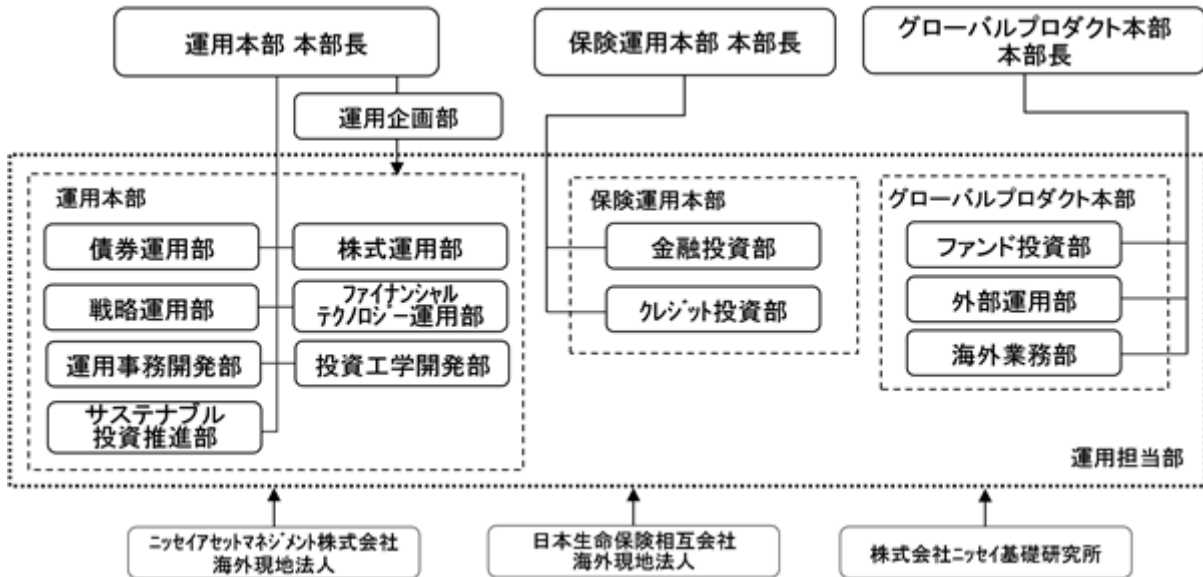 運用本部 本部長
保険運用本部 本部長
グローバルプロダクト本部
本部長
運用企画部
運用本部
債券運用部
株式運用部
戦略運用部
ファイナンシャル
テクノロジー運用部
運用事務開発部
投資工学開発部
サステナブル
投資推進部
保険運用本部
金融投資部
クレジット投資部
グローバルプロダクト本部
ファンド投資部
外部運用部
海外業務部
運用担当部
ニッセイアセットマネジメント株式会社
海外現地法人
日本生命保険相互会社
海外現地法人
株式会社ニッセイ基礎研究所